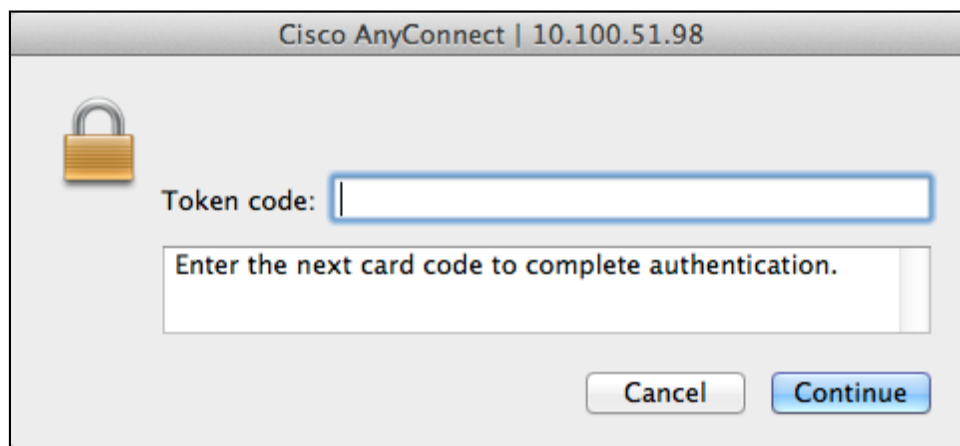 Cisco AnyConnect | 10.100.51.98
Token code:
Enter the next card code to complete authentication.
Cancel Continue